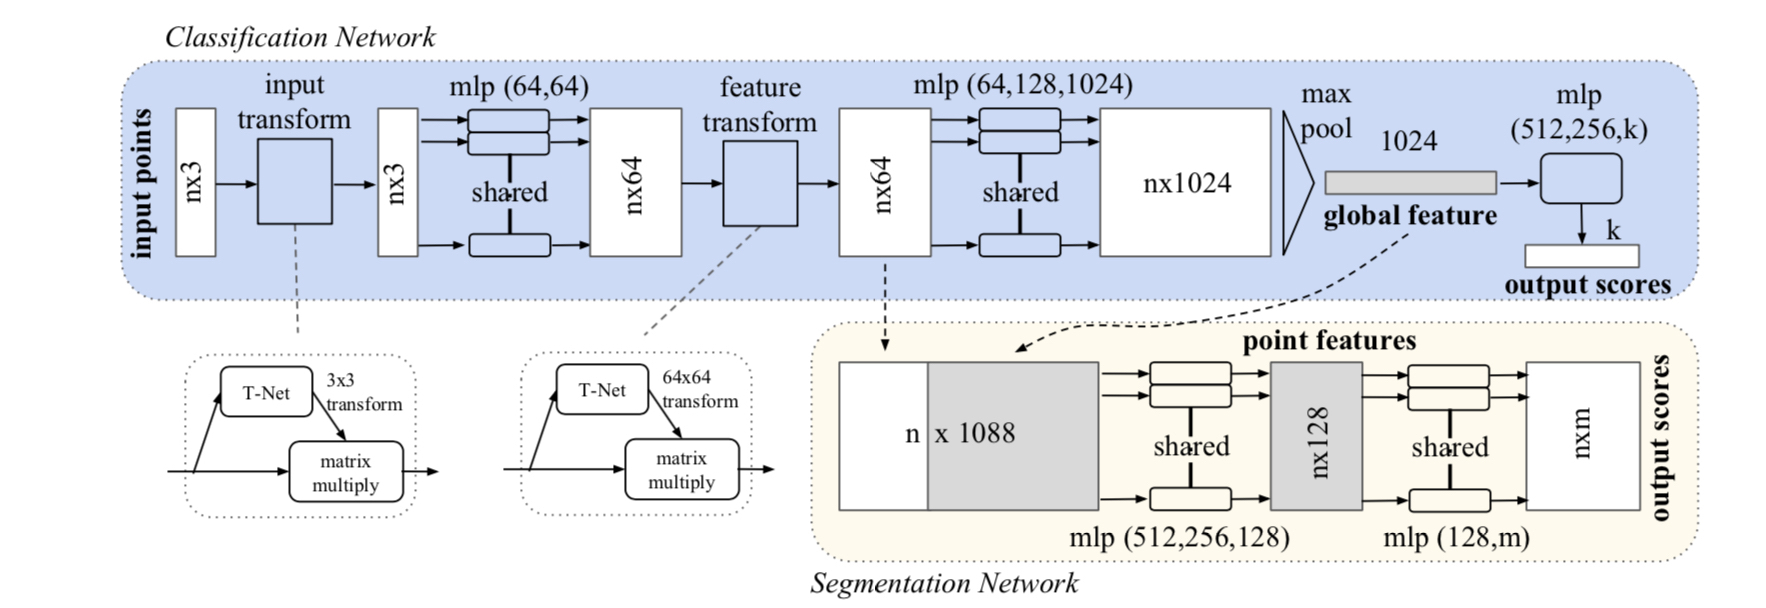 Classification Network
input points
nx3
input
transform
nx3
mlp (64,64)
shared
nx64
feature
transform
nx64
mlp (64,128,1024)
shared
nx1024
max
pool
1024
global feature
mlp
(512,256,k)
k
output scores
T-Net
3x3
transform
matrix
multiply
T-Net
64x64
transform
matrix
multiply
point features
n x 1088
shared
mlp (512,256,128)
nx128
shared
mlp (128,m)
nxm
output scores
Segmentation Network